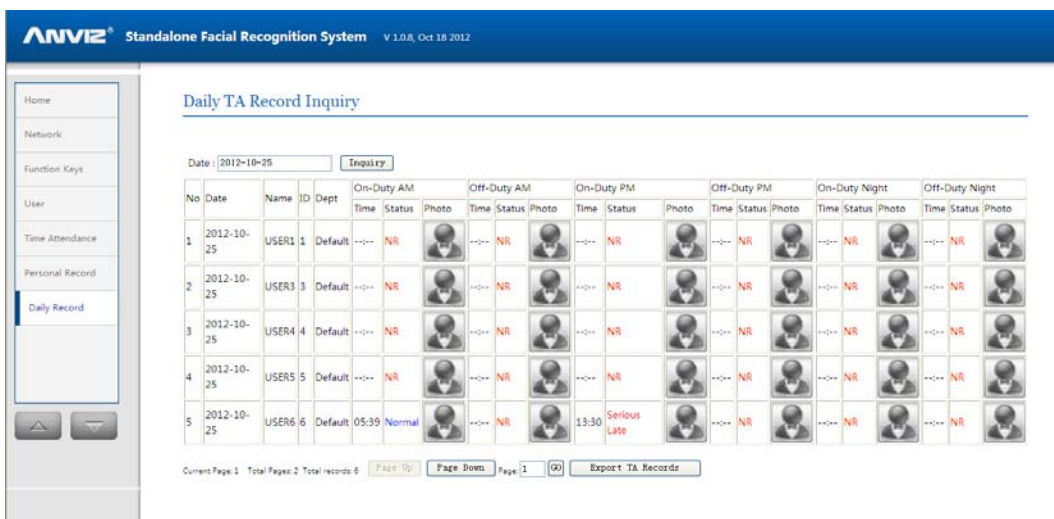 ANVIZ® Standalone Facial Recognition System V 1.0.8, Oct 18 2012
Home
Network
Function Keys
User
Time Attendance
Personal Record
Daily Record
Daily TA Record Inquiry
Date : 2012-10-25 Inquiry
No Date Name ID Dept On-Duty AM Off-Duty AM On-Duty PM Off-Duty PM On-Duty Night Off-Duty Night
Time Status Photo Time Status Photo Time Status Photo Time Status Photo Time Status Photo Time Status Photo
1 2012-10-25 USER1 1 Default --:-- NR --:-- NR --:-- NR --:-- NR --:-- NR --:-- NR
2 2012-10-25 USER3 3 Default --:-- NR --:-- NR --:-- NR --:-- NR --:-- NR --:-- NR
3 2012-10-25 USER4 4 Default --:-- NR --:-- NR --:-- NR --:-- NR --:-- NR --:-- NR
4 2012-10-25 USER5 5 Default --:-- NR --:-- NR --:-- NR --:-- NR --:-- NR --:-- NR
5 2012-10-25 USER6 6 Default 05:39 Normal --:-- NR 13:30 Serious Late --:-- NR --:-- NR --:-- NR
Current Page: 1 Total Pages: 2 Total records: 6 Page Up Page Down Page: 1 GO Export TA Records